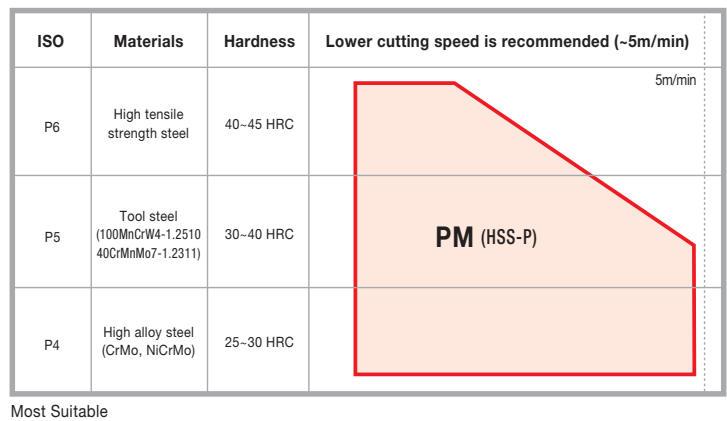 ISO Materials Hardness Lower cutting speed is recommended (~5m/min)
5m/min
P6 High tensile strength steel 40~45 HRC
P5 Tool steel (100MnCrW4-1.2510 40CrMnMo7-1.2311) 30~40 HRC
PM (HSS-P)
P4 High alloy steel (CrMo, NiCrMo) 25~30 HRC
Most Suitable